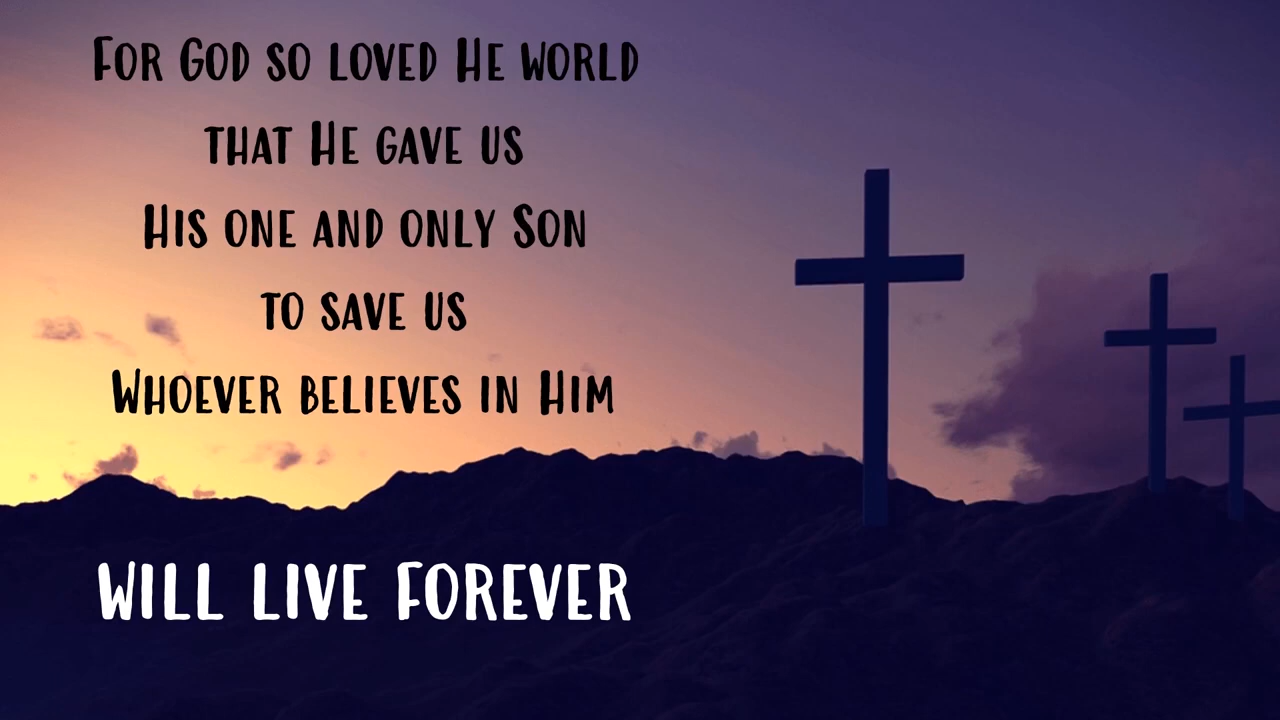 For God so loved He world
that He gave us
His one and only Son
to save us
Whoever believes in Him
will live forever